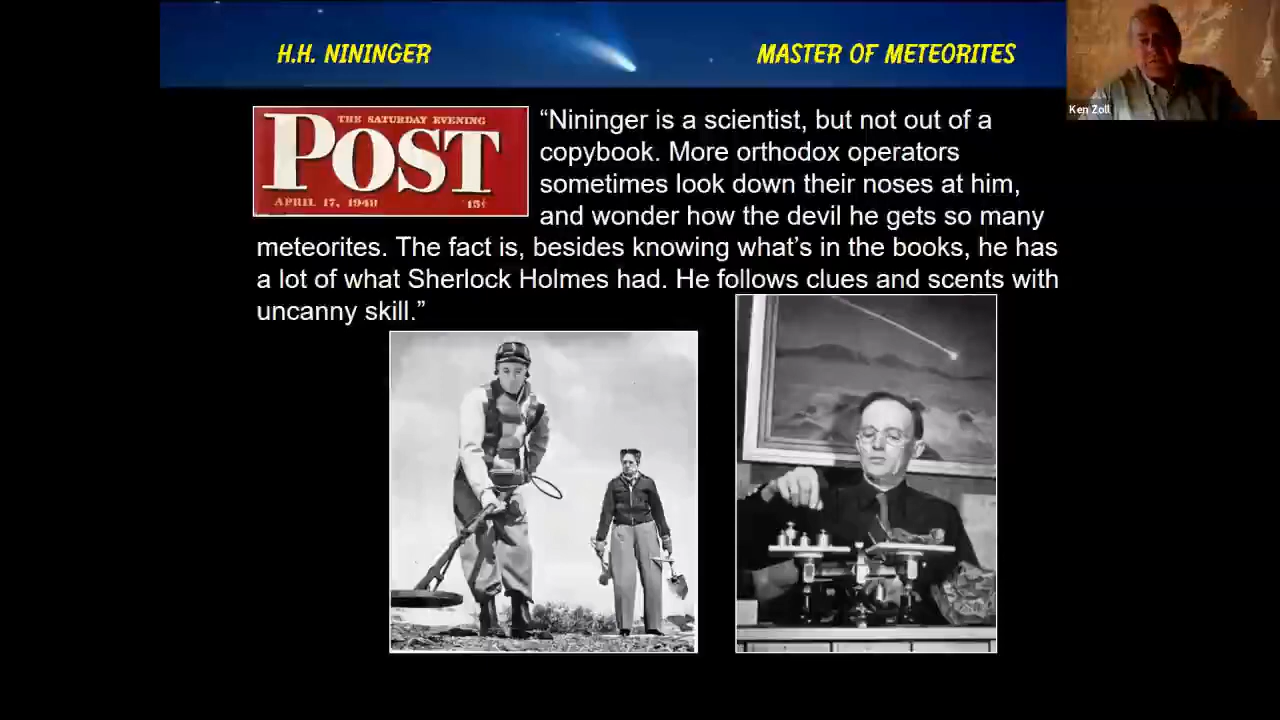 H.H. NININGER
MASTER OF METEORITES
Ken Zoll
THE SATURDAY EVENING
POST
APRIL 17, 1948 15¢
“Nininger is a scientist, but not out of a
copybook. More orthodox operators
sometimes look down their noses at him,
and wonder how the devil he gets so many
meteorites. The fact is, besides knowing what’s in the books, he has
a lot of what Sherlock Holmes had. He follows clues and scents with
uncanny skill.”